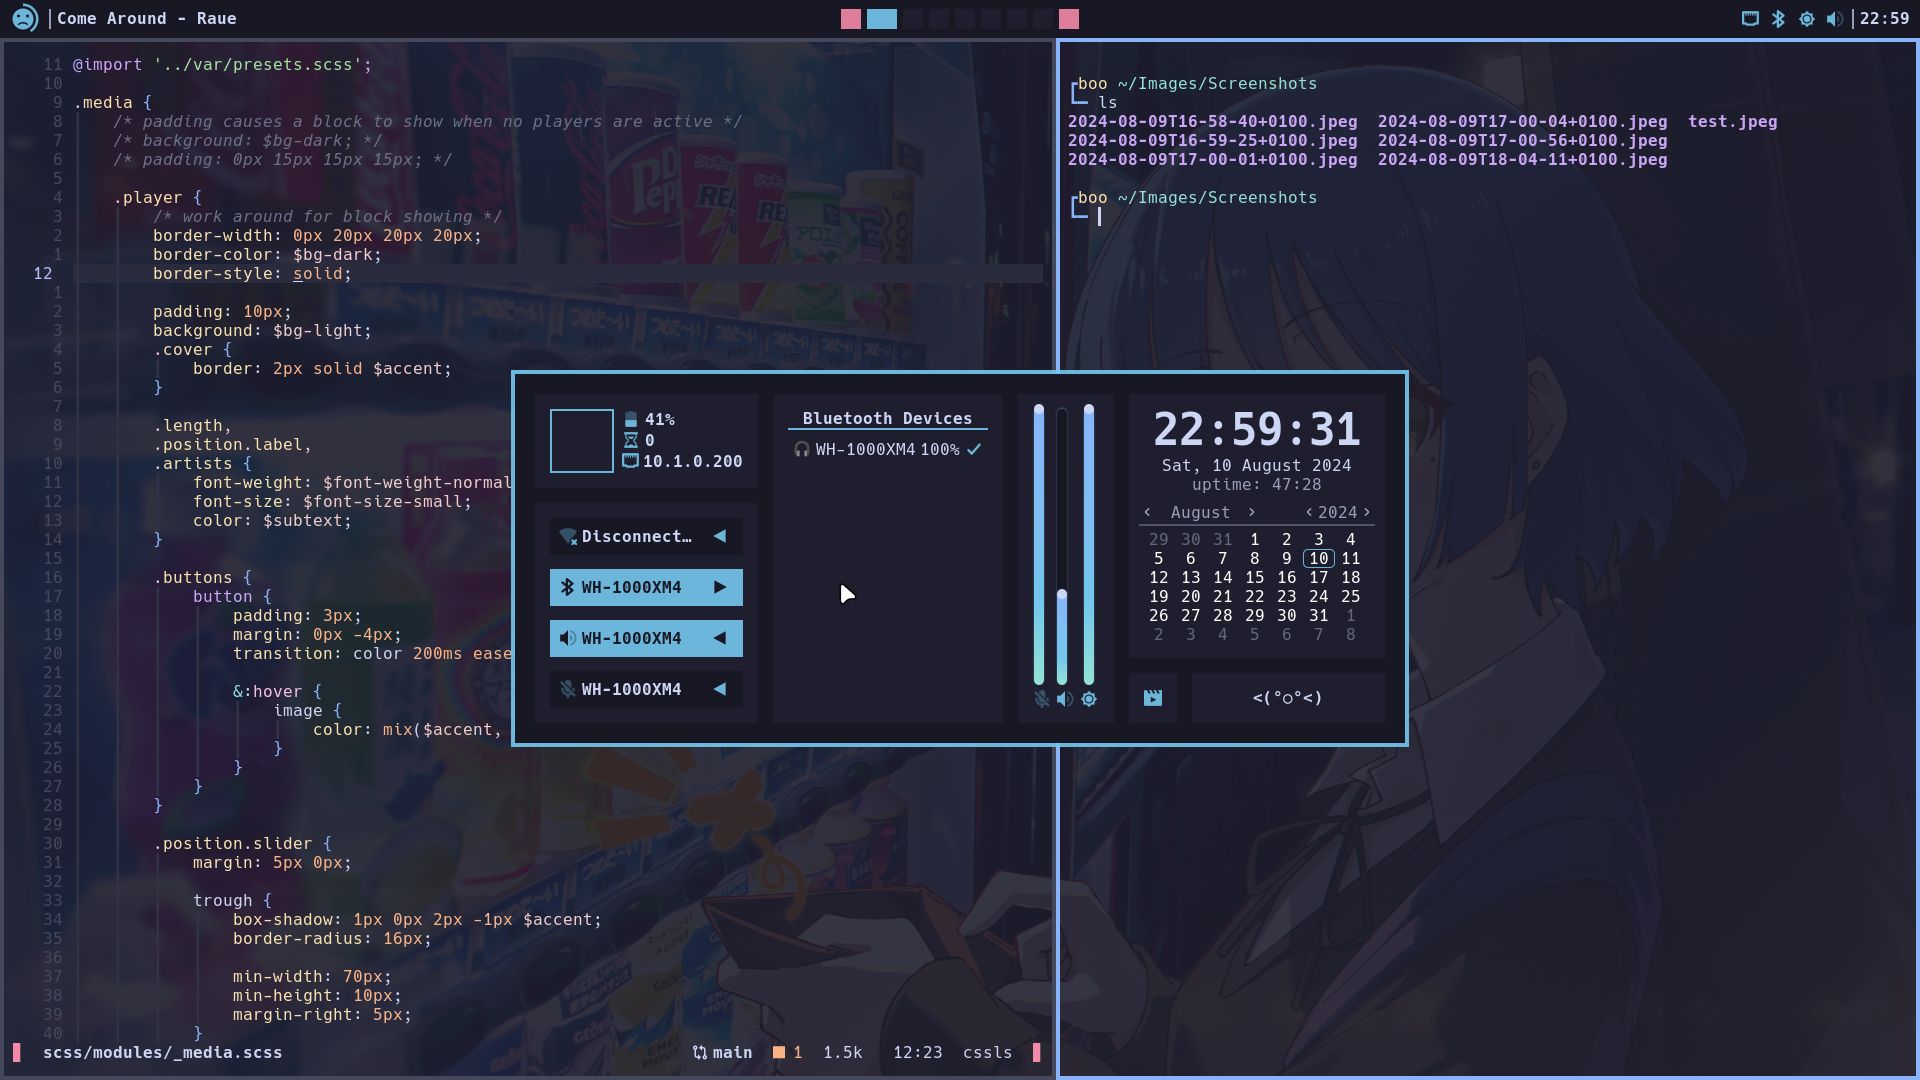 Come Around - Raue
22:59
11 @import '../var/presets.scss';
10
9 .media {
8 /* padding causes a block to show when no players are active */
7 /* background: $bg-dark; */
6 /* padding: 0px 15px 15px 15px; */
5
4 .player {
3 /* work around for block showing */
2 border-width: 0px 20px 20px 20px;
1 border-color: $bg-dark;
12 border-style: solid;
1
2 padding: 10px;
3 background: $bg-light;
4 .cover {
5 border: 2px solid $accent;
6 }
7
8 .length,
9 .position.label,
10 .artists {
11 font-weight: $font-weight-normal
12 font-size: $font-size-small;
13 color: $subtext;
14 }
15
16 .buttons {
17 button {
18 padding: 3px;
19 margin: 0px -4px;
20 transition: color 200ms ease
21
22 &:hover {
23 image {
24 color: mix($accent,
25 }
26 }
27 }
28 }
29
30 .position.slider {
31 margin: 5px 0px;
32
33 trough {
34 box-shadow: 1px 0px 2px -1px $accent;
35 border-radius: 16px;
36
37 min-width: 70px;
38 min-height: 10px;
39 margin-right: 5px;
40 }
scss/modules/_media.scss main 1 1.5k 12:23 cssls
boo ~/Images/Screenshots
ls
2024-08-09T16-58-40+0100.jpeg 2024-08-09T17-00-04+0100.jpeg test.jpeg
2024-08-09T16-59-25+0100.jpeg 2024-08-09T17-00-56+0100.jpeg
2024-08-09T17-00-01+0100.jpeg 2024-08-09T18-04-11+0100.jpeg
boo ~/Images/Screenshots
41%
0
10.1.0.200
Disconnect…
WH-1000XM4
WH-1000XM4
WH-1000XM4
Bluetooth Devices
WH-1000XM4 100%
22:59:31
Sat, 10 August 2024
uptime: 47:28
‹ August › ‹ 2024 ›
29 30 31 1 2 3 4
5 6 7 8 9 10 11
12 13 14 15 16 17 18
19 20 21 22 23 24 25
26 27 28 29 30 31 1
2 3 4 5 6 7 8
<(°○°<)